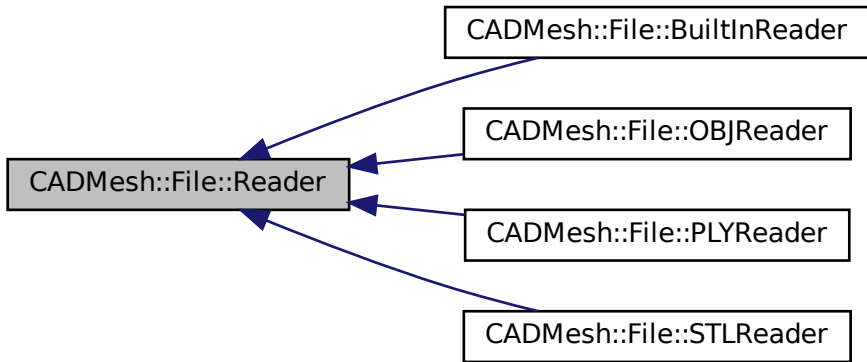 CADMesh::File::BuiltInReader
CADMesh::File::OBJReader
CADMesh::File::Reader
CADMesh::File::PLYReader
CADMesh::File::STLReader